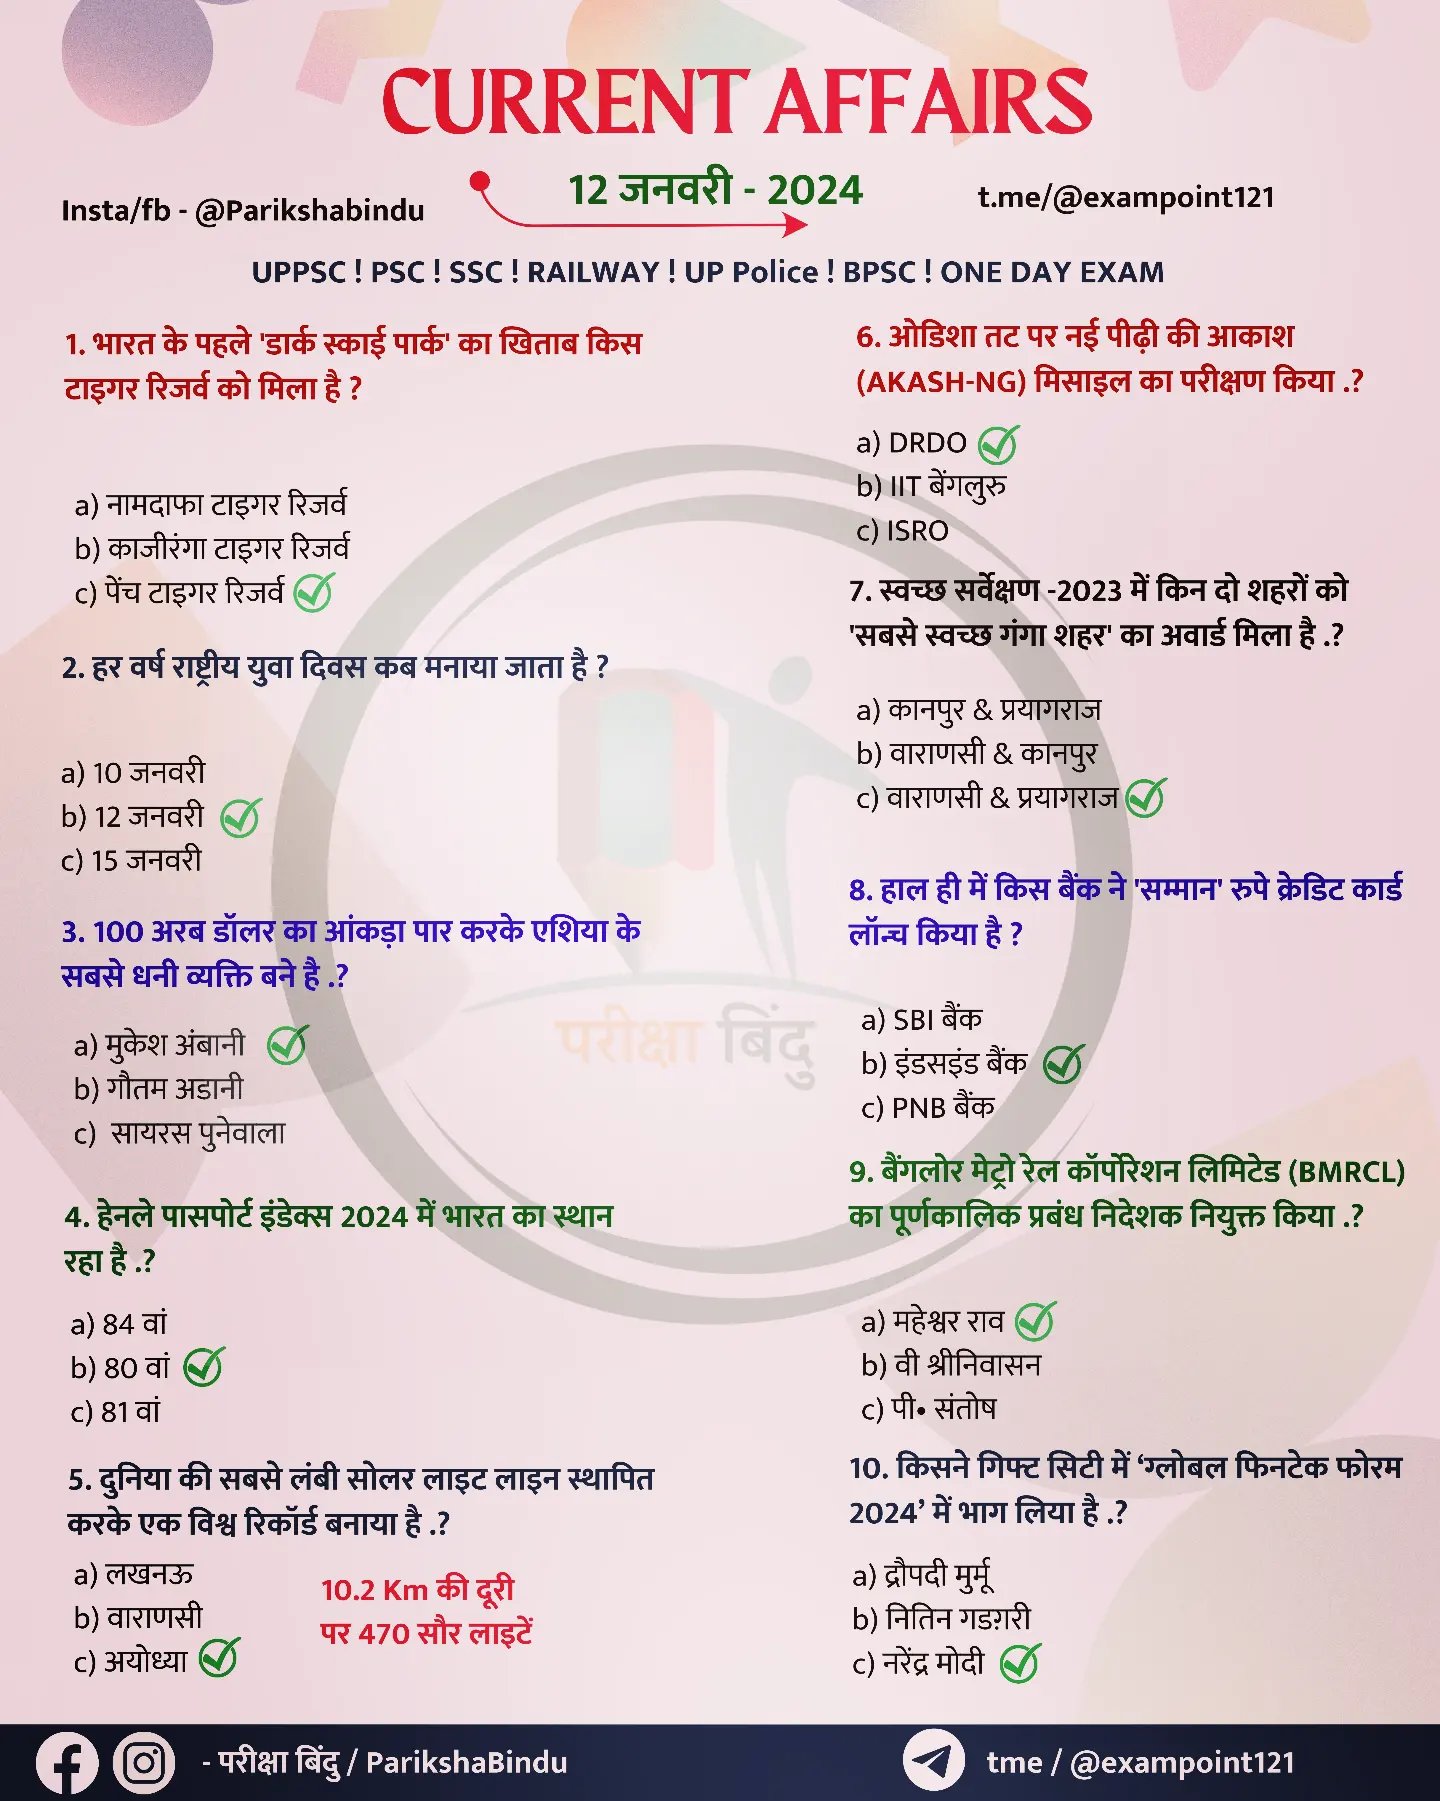 CURRENT AFFAIRS
Insta/fb - @Parikshabindu
12 जनवरी - 2024
t.me/@exampoint121
UPPSC ! PSC ! SSC ! RAILWAY ! UP Police ! BPSC ! ONE DAY EXAM
1. भारत के पहले 'डार्क स्काई पार्क' का खिताब किस
टाइगर रिजर्व को मिला है ?
a) नामदाफा टाइगर रिजर्व
b) काजीरंगा टाइगर रिजर्व
c) पेंच टाइगर रिजर्व
2. हर वर्ष राष्ट्रीय युवा दिवस कब मनाया जाता है ?
a) 10 जनवरी
b) 12 जनवरी
c) 15 जनवरी
3. 100 अरब डॉलर का आंकड़ा पार करके एशिया के
सबसे धनी व्यक्ति बने है .?
a) मुकेश अंबानी
b) गौतम अडानी
c) सायरस पुनेवाला
4. हेनले पासपोर्ट इंडेक्स 2024 में भारत का स्थान
रहा है .?
a) 84 वां
b) 80 वां
c) 81 वां
5. दुनिया की सबसे लंबी सोलर लाइट लाइन स्थापित
करके एक विश्व रिकॉर्ड बनाया है .?
a) लखनऊ
b) वाराणसी
c) अयोध्या
10.2 Km की दूरी
पर 470 सौर लाइटें
6. ओडिशा तट पर नई पीढ़ी की आकाश
(AKASH-NG) मिसाइल का परीक्षण किया .?
a) DRDO
b) IIT बेंगलुरु
c) ISRO
7. स्वच्छ सर्वेक्षण -2023 में किन दो शहरों को
'सबसे स्वच्छ गंगा शहर' का अवार्ड मिला है .?
a) कानपुर & प्रयागराज
b) वाराणसी & कानपुर
c) वाराणसी & प्रयागराज
8. हाल ही में किस बैंक ने 'सम्मान' रुपे क्रेडिट कार्ड
लॉन्च किया है ?
a) SBI बैंक
b) इंडसइंड बैंक
c) PNB बैंक
9. बैंगलोर मेट्रो रेल कॉर्पोरेशन लिमिटेड (BMRCL)
का पूर्णकालिक प्रबंध निदेशक नियुक्त किया .?
a) महेश्वर राव
b) वी श्रीनिवासन
c) पी• संतोष
10. किसने गिफ्ट सिटी में ‘ग्लोबल फिनटेक फोरम
2024’ में भाग लिया है .?
a) द्रौपदी मुर्मू
b) नितिन गडग़री
c) नरेंद्र मोदी
परीक्षा बिंदु
- परीक्षा बिंदु / ParikshaBindu
tme / @exampoint121